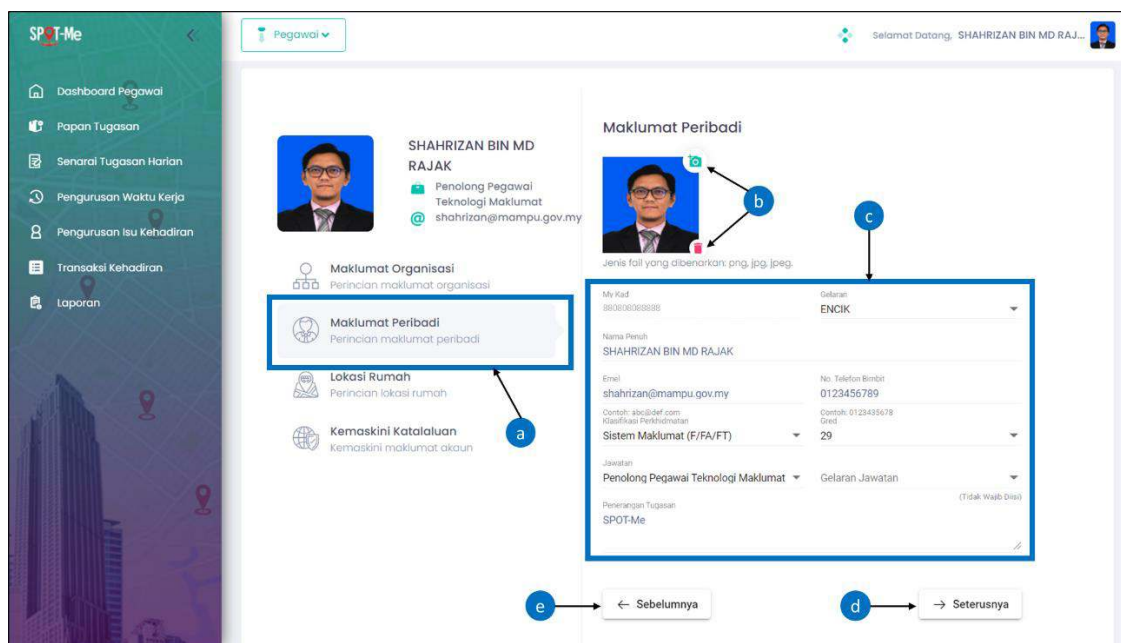 SPOT-Me
Pegawai
Selamat Datang, SHAHRIZAN BIN MD RAJ...
Dashboard Pegawai
Papan Tugasan
Senarai Tugasan Harian
Pengurusan Waktu Kerja
Pengurusan Isu Kehadiran
Transaksi Kehadiran
Laporan
SHAHRIZAN BIN MD
RAJAK
Penolong Pegawai
Teknologi Maklumat
shahrizan@mampu.gov.my
Maklumat Organisasi
Perincian maklumat organisasi
Maklumat Peribadi
Perincian maklumat peribadi
Lokasi Rumah
Perincian lokasi rumah
Kemaskini Katalaluan
Kemaskini maklumat akaun
a
Maklumat Peribadi
b
c
Jenis fail yang dibenarkan: png, jpg, jpeg.
My Kad
Gelaran
ENCIK
Nama Penuh
SHAHRIZAN BIN MD RAJAK
Emel
No. Telefon Bimbit
shahrizan@mampu.gov.my
0123456789
Contoh: abc@def.com
Contoh: 0123435678
Klasifikasi Perkhidmatan
Gred
Sistem Maklumat (F/FA/FT)
29
Jawatan
Penolong Pegawai Teknologi Maklumat
Gelaran Jawatan
(Tidak Wajib Diisi)
Penerangan Tugasan
SPOT-Me
e
Sebelumnya
d
Seterusnya